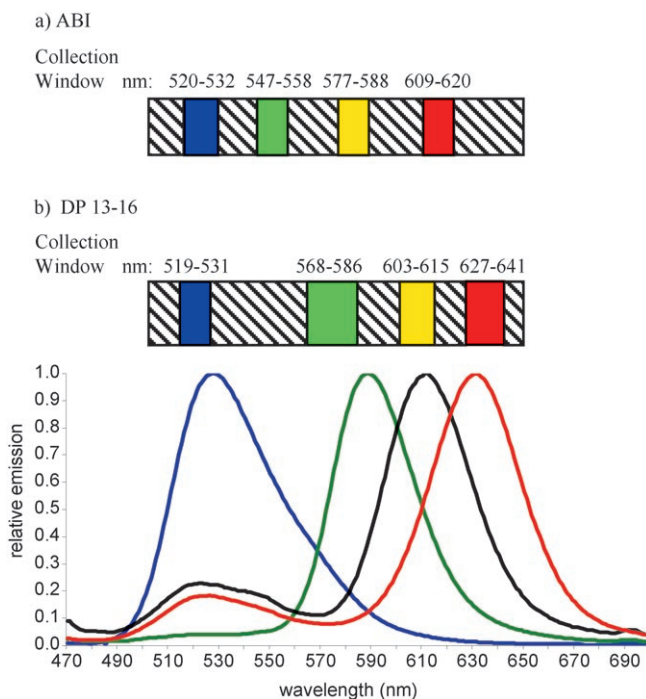 a) ABI
Collection
Window nm: 520-532 547-558 577-588 609-620
b) DP 13-16
Collection
Window nm: 519-531 568-586 603-615 627-641
1.0
0.9
0.8
0.7
0.6
0.5
0.4
0.3
0.2
0.1
0.0
relative emission
470 490 510 530 550 570 590 610 630 650 670 690
wavelength (nm)